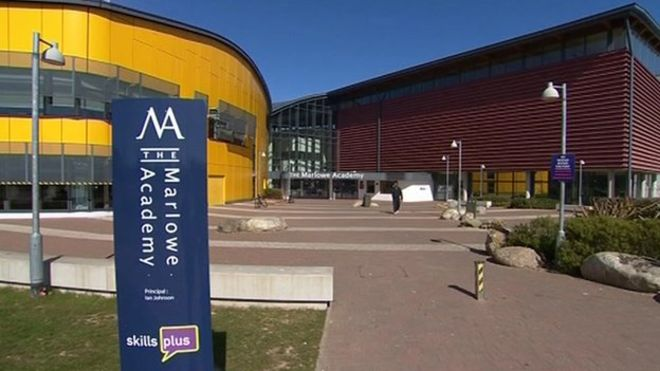 MA
THE Marlowe
Academy
Principal :
Ian Johnson
skills plus
The Marlowe Academy